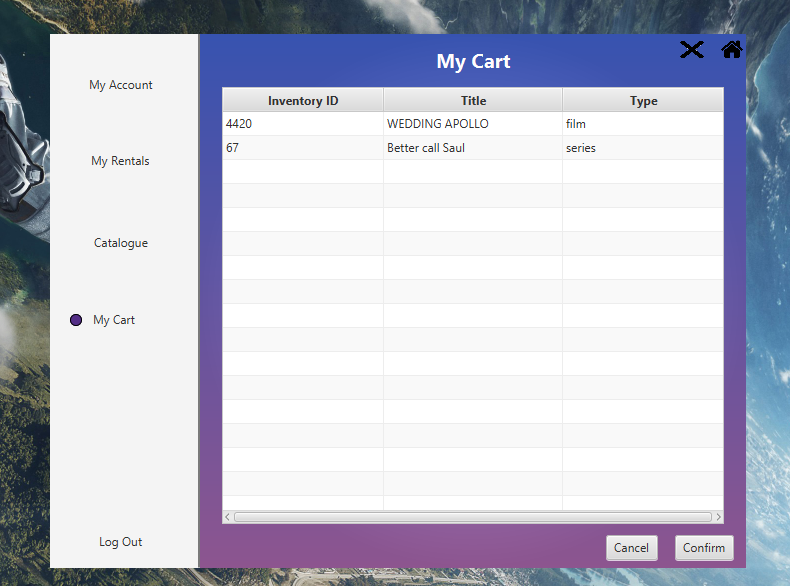 My Account
My Rentals
Catalogue
My Cart
Log Out
My Cart
Inventory ID Title Type
4420 WEDDING APOLLO film
67 Better call Saul series
Cancel Confirm